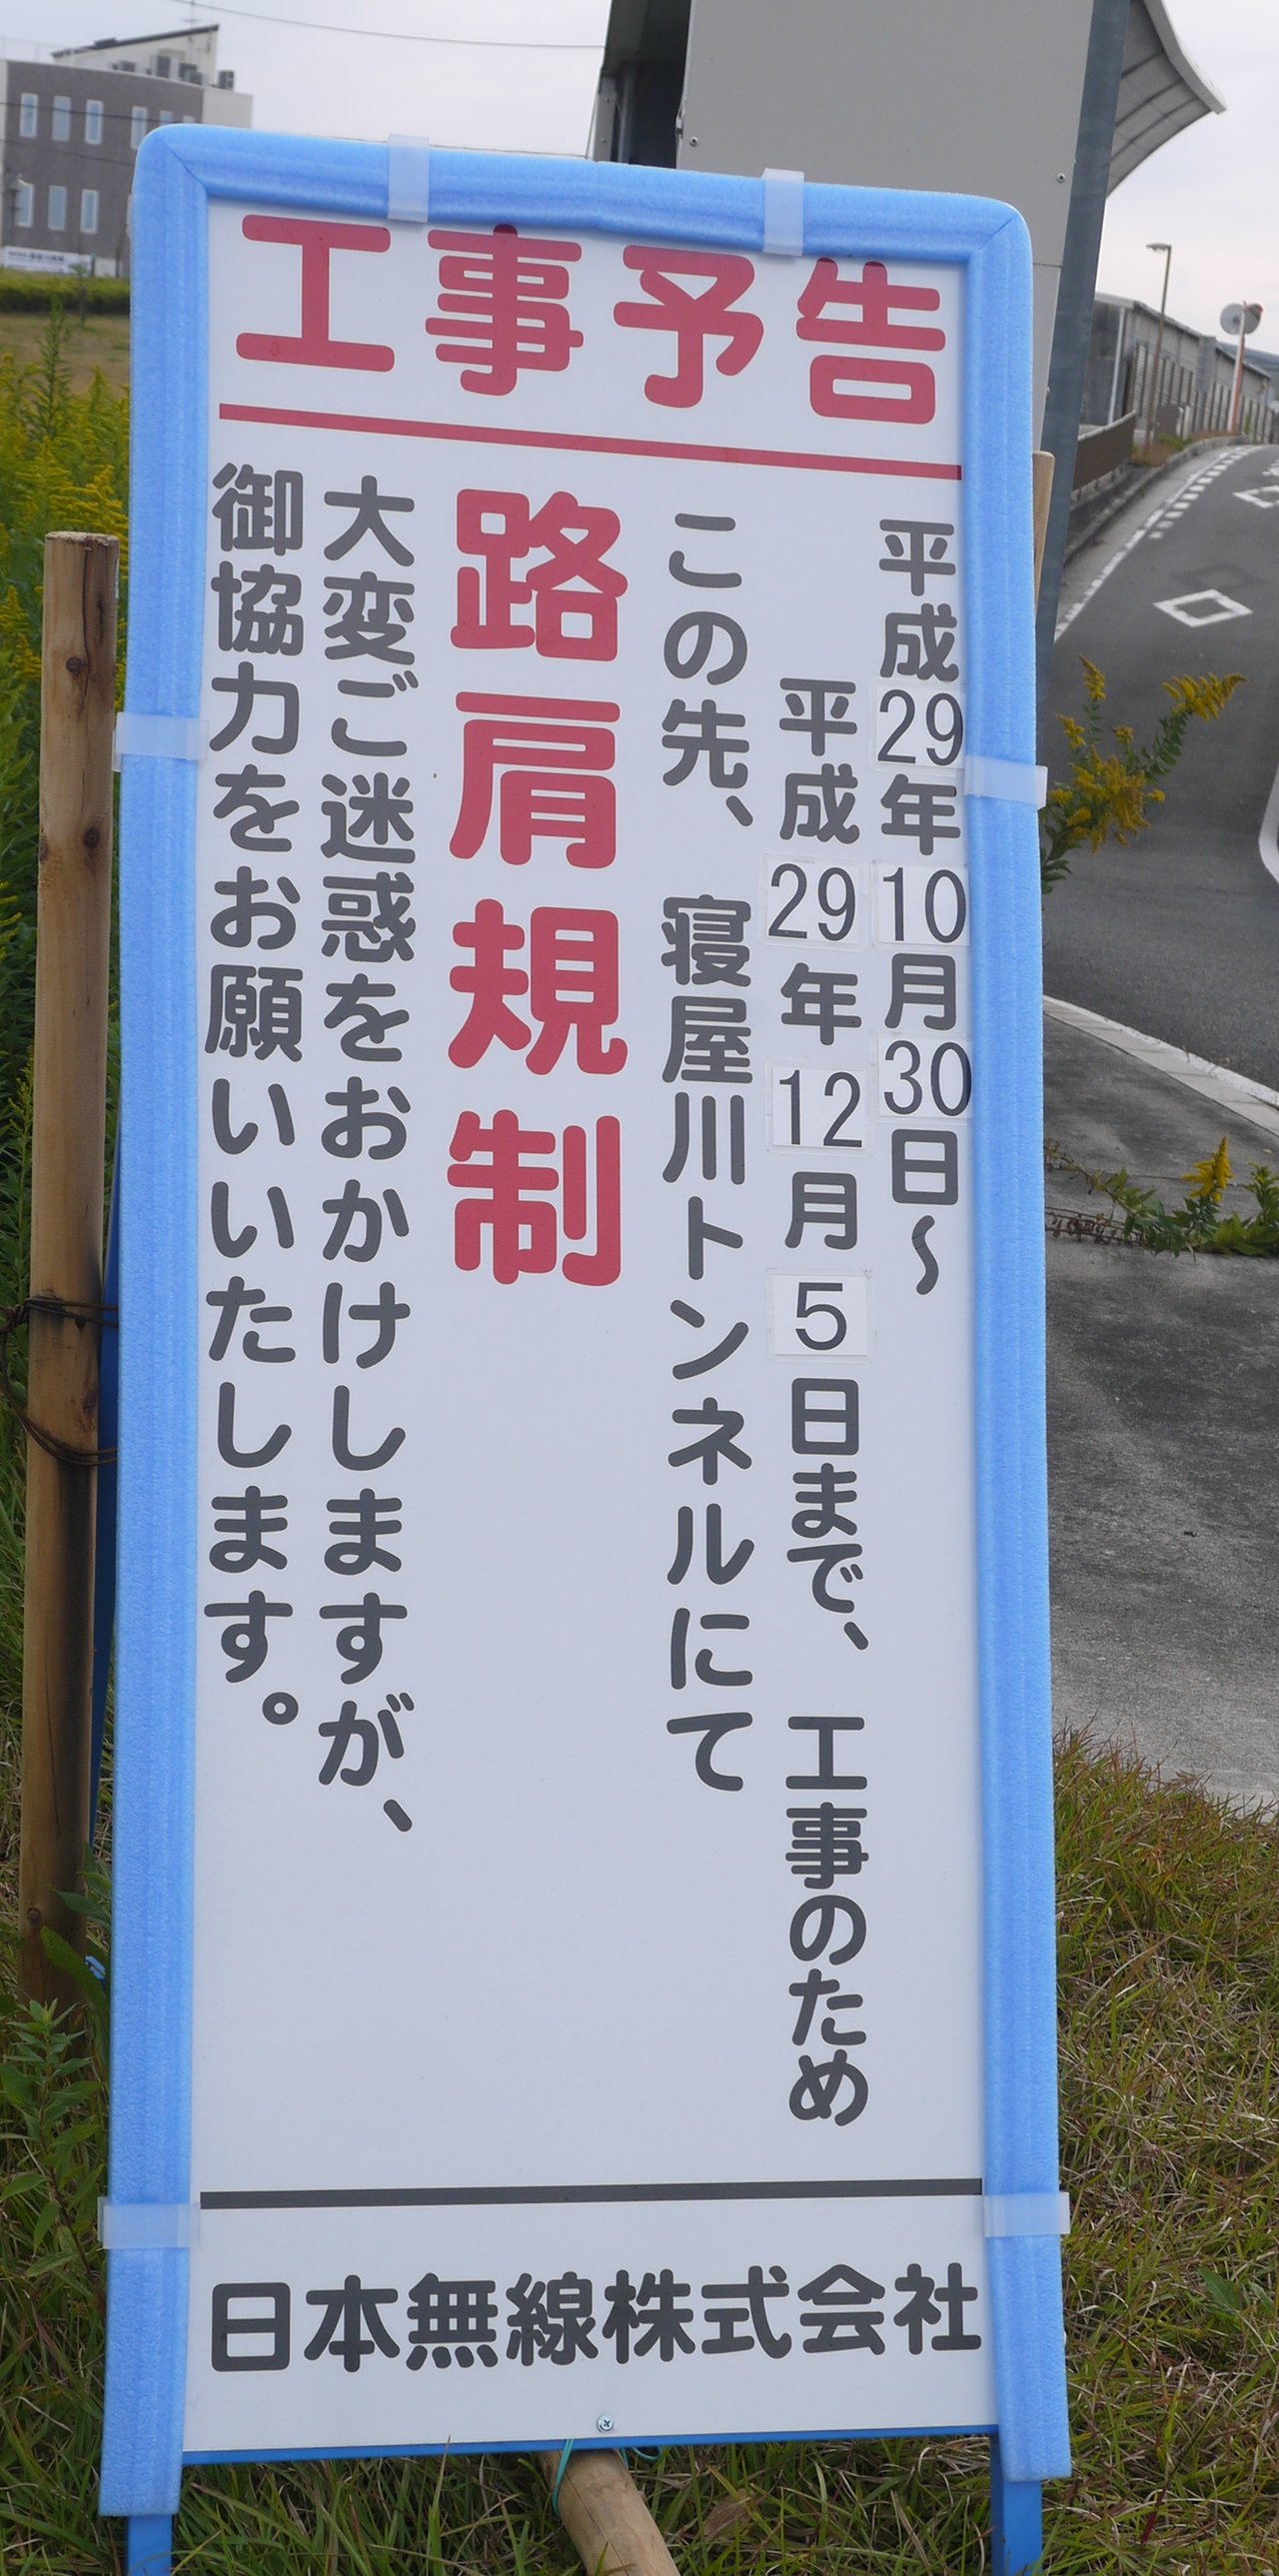 工事予告
平成29年10月30日～
平成29年12月5日まで、 工事のため
この先、 寝屋川トンネルにて
路肩規制
大変ご迷惑をおかけしますが、
御協力をお願いいたします。
日本無線株式会社